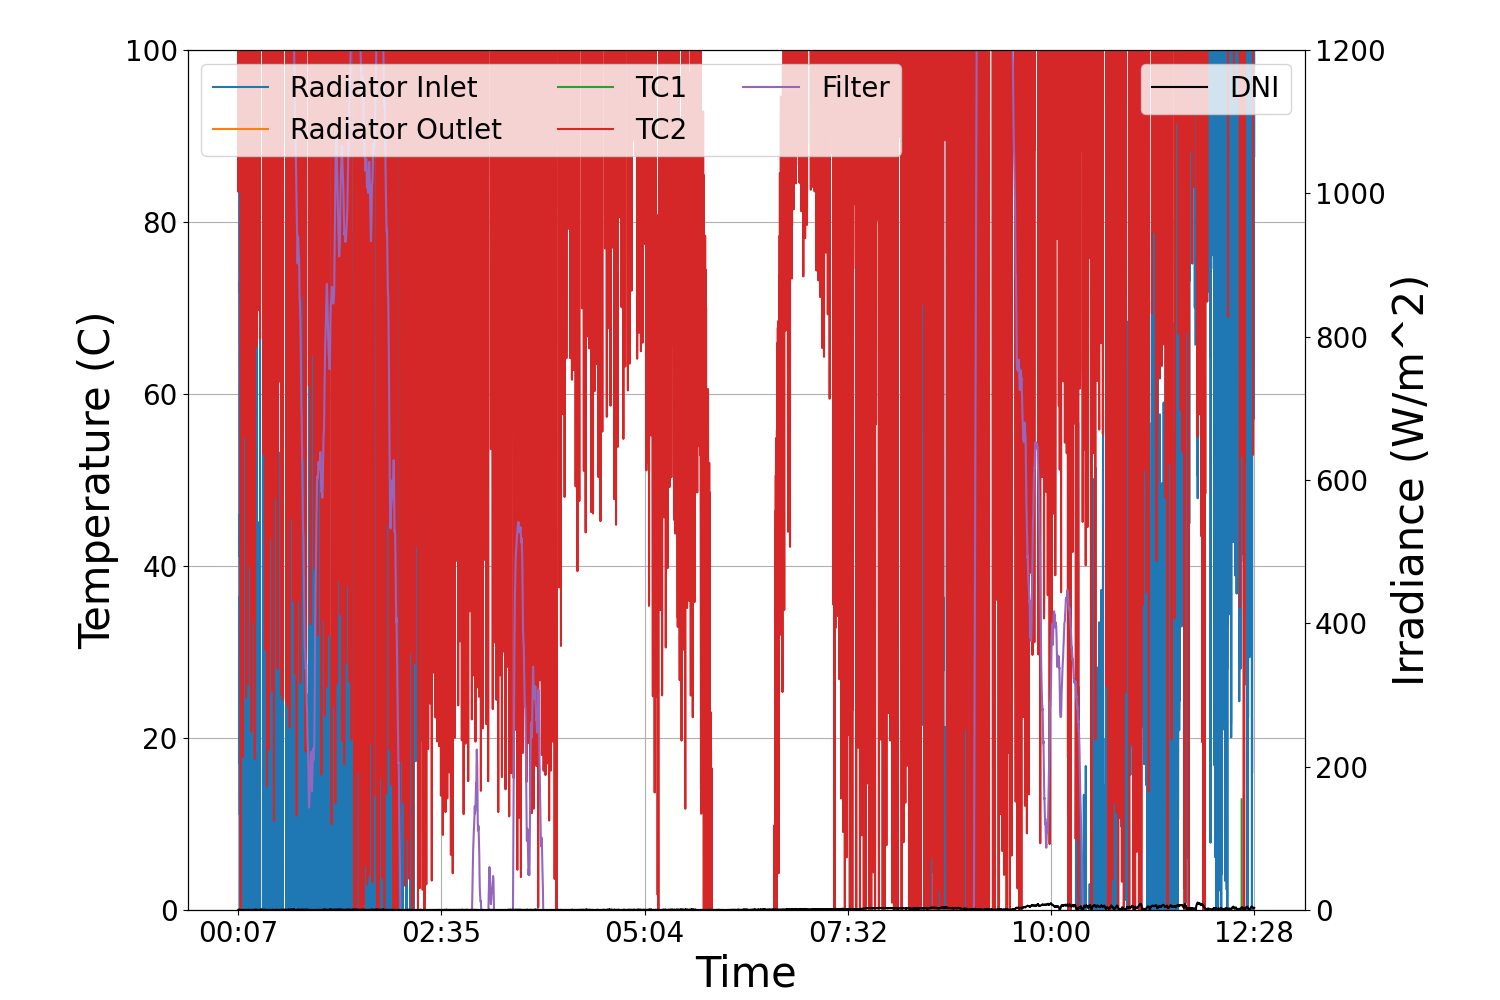 100
80
60
40
20
0
Temperature (C)
Radiator Inlet
Radiator Outlet
TC1
TC2
Filter
DNI
1200
1000
800
600
400
200
0
Irradiance (W/m^2)
00:07 02:35 05:04 07:32 10:00 12:28
Time